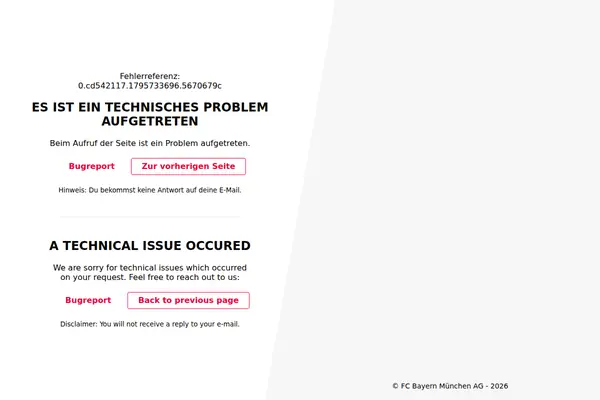 Fehlerreferenz:
0.cd542117.1795733696.5670679c
ES IST EIN TECHNISCHES PROBLEM
AUFGETRETEN
Beim Aufruf der Seite ist ein Problem aufgetreten.
Bugreport
Zur vorherigen Seite
Hinweis: Du bekommst keine Antwort auf deine E-Mail.
A TECHNICAL ISSUE OCCURED
We are sorry for technical issues which occurred
on your request. Feel free to reach out to us:
Bugreport
Back to previous page
Disclaimer: You will not receive a reply to your e-mail.
© FC Bayern München AG - 2026